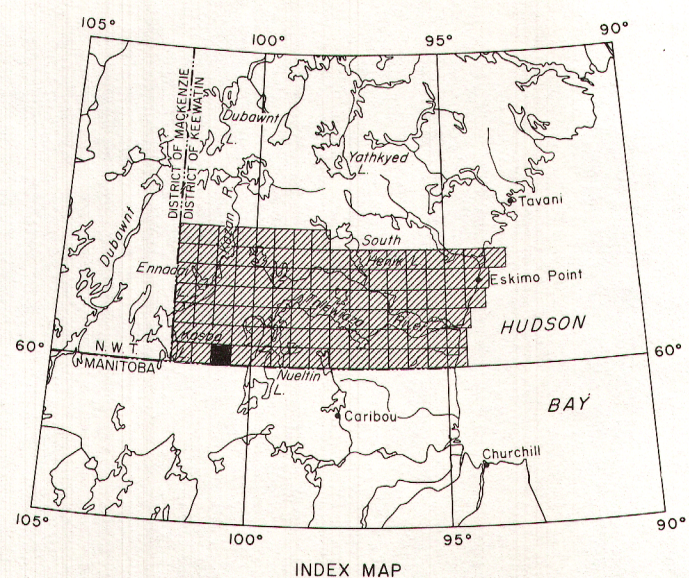 105°
100°
95°
90°
DISTRICT OF MACKENZIE
DISTRICT OF KEEWATIN
Dubawnt
L.
Yathkyed
L.
Tavani
Dubawnt
Kazan
R.
South
Henik L.
Ennadai
Eskimo Point
HUDSON
Kasba
L.
60°
N. W. T.
MANITOBA
60°
Nueltin
L.
Caribou
BAY
Churchill
105°
100°
95°
90°
INDEX MAP